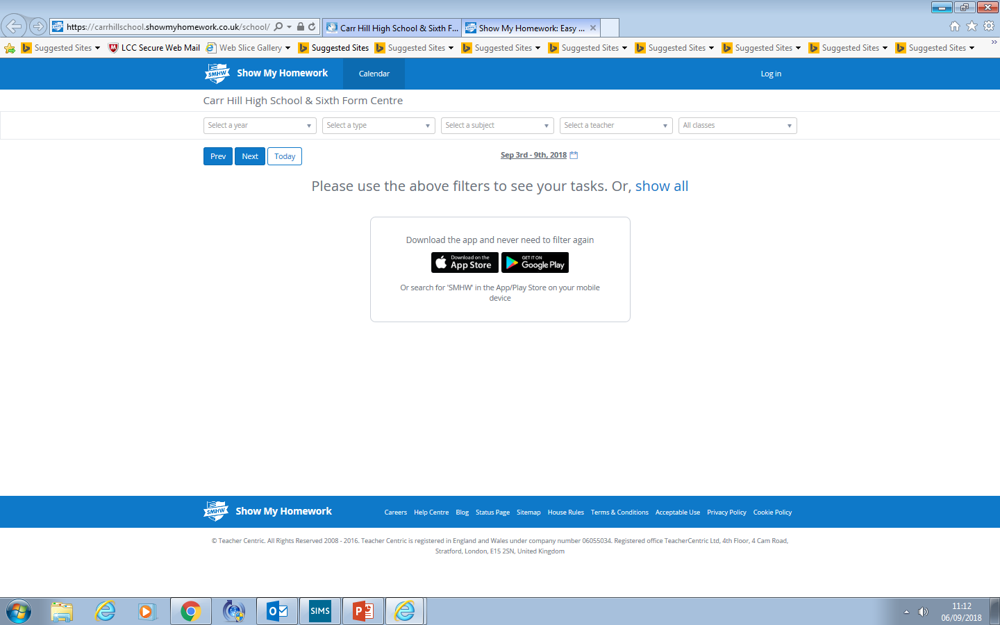 https://carrhillschool.showmyhomework.co.uk/school/
Carr Hill High School & Sixth F...
Show My Homework: Easy ...
Suggested Sites
LCC Secure Web Mail
Web Slice Gallery
Suggested Sites
Suggested Sites
Suggested Sites
Suggested Sites
Suggested Sites
Suggested Sites
Suggested Sites
Suggested Sites
SMHW
Show My Homework
Calendar
Log in
Carr Hill High School & Sixth Form Centre
Select a year
Select a type
Select a subject
Select a teacher
All classes
Prev
Next
Today
Sep 3rd - 9th, 2018
Please use the above filters to see your tasks. Or, show all
Download the app and never need to filter again
Download on the
App Store
GET IT ON
Google Play
Or search for 'SMHW' in the App/Play Store on your mobile
device
SMHW
Show My Homework
Careers
Help Centre
Blog
Status Page
Sitemap
House Rules
Terms & Conditions
Acceptable Use
Privacy Policy
Cookie Policy
© Teacher Centric. All Rights Reserved 2008 - 2016. Teacher Centric is registered in England and Wales under company number 06055034. Registered office TeacherCentric Ltd, 4th Floor, 4 Cam Road,
Stratford, London, E15 2SN, United Kingdom
SIMS
11:12
06/09/2018